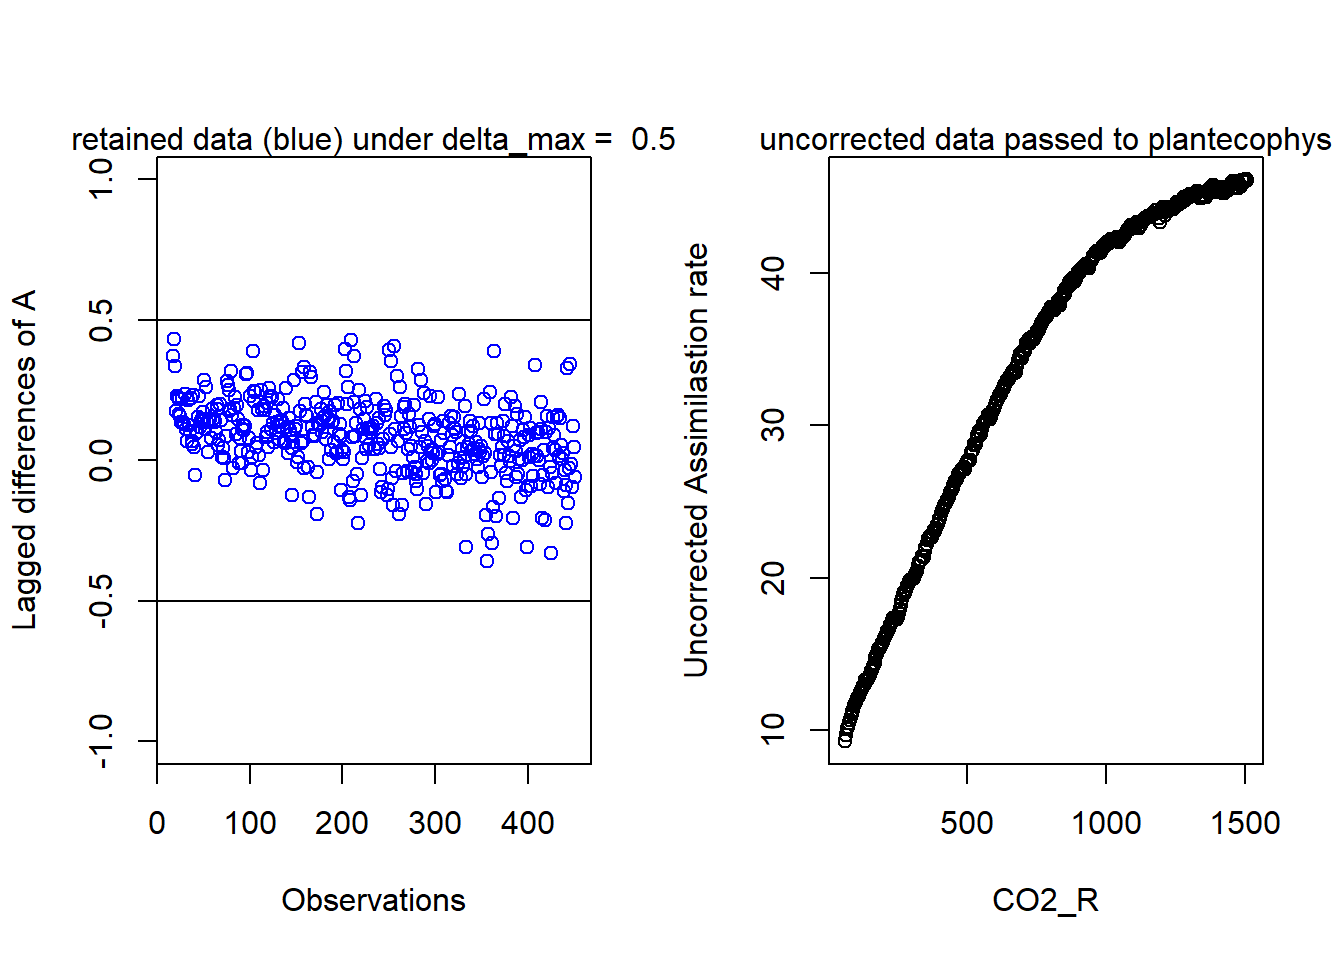 retained data (blue) under delta_max =  0.5
Lagged differences of A
1.0
0.5
0.0
-0.5
-1.0
0 100 200 300 400
Observations
uncorrected data passed to plantecophys
Uncorrected Assimilastion rate
40
30
20
10
500 1000 1500
CO2_R